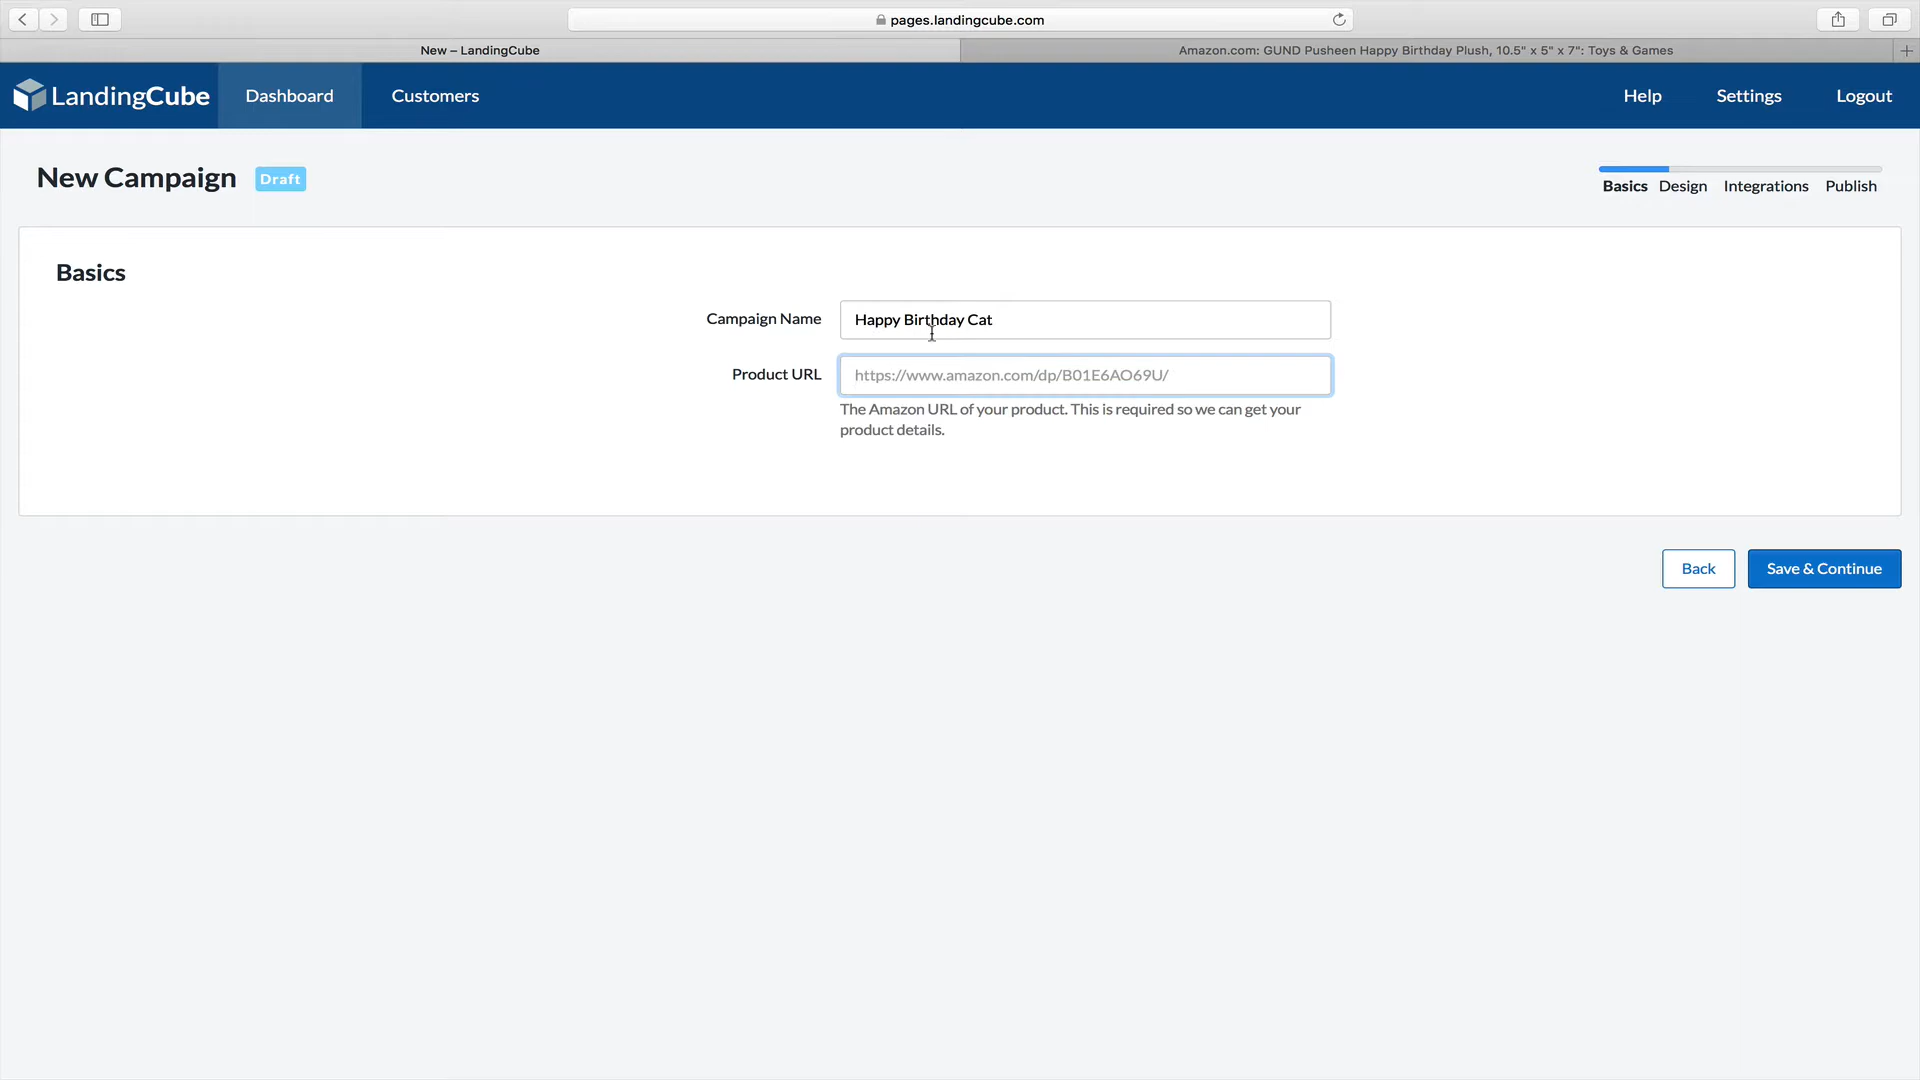 pages.landingcube.com
New – LandingCube
Amazon.com: GUND Pusheen Happy Birthday Plush, 10.5" x 5" x 7": Toys & Games
LandingCube
Dashboard
Customers
Help
Settings
Logout
New Campaign
Draft
Basics
Design
Integrations
Publish
Basics
Campaign Name
Happy Birthday Cat
Product URL
https://www.amazon.com/dp/B01E6AO69U/
The Amazon URL of your product. This is required so we can get your
product details.
Back
Save & Continue